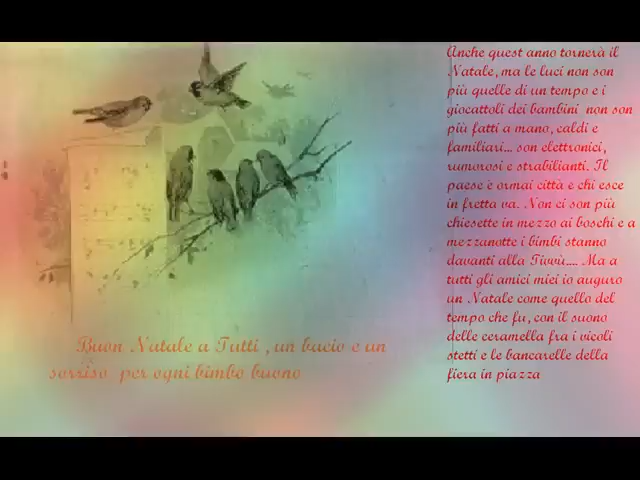 Anche quest anno tornerà il
Natale, ma le luci non son
più quelle di un tempo e i
giocattoli dei bambini non son
più fatti a mano, caldi e
familiari... son elettronici,
rumorosi e strabilianti. Il
paese è ormai città e chi esce
in fretta va. Non ci son più
chiesette in mezzo ai boschi e a
mezzanotte i bimbi stanno
davanti alla Tivvù.... Ma a
tutti gli amici miei io auguro
un Natale come quello del
tempo che fu, con il suono
delle ceramella fra i vicoli
stetti e le bancarelle della
fiera in piazza
Buon Natale a Tutti , un bacio e un
sorriso per ogni bimbo buono